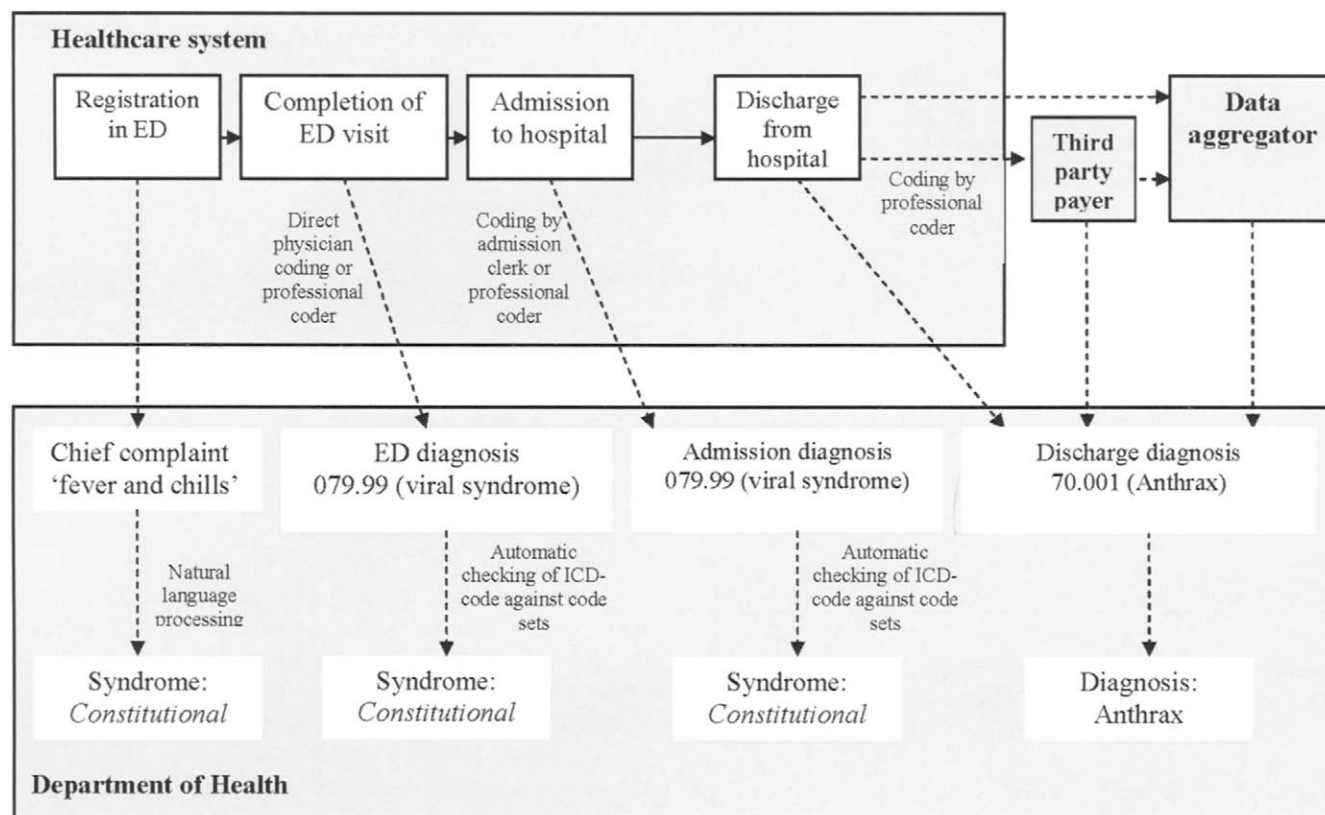 Healthcare system
Registration
in ED
Completion of
ED visit
Admission
to hospital
Discharge
from
hospital
Third
party
payer
Data
aggregator
Direct
physician
coding or
professional
coder
Coding by
admission
clerk or
professional
coder
Coding by
professional
coder
Chief complaint
‘fever and chills’
ED diagnosis
079.99 (viral syndrome)
Admission diagnosis
079.99 (viral syndrome)
Discharge diagnosis
70.001 (Anthrax)
Natural
language
processing
Automatic
checking of ICD-
code against code
sets
Automatic
checking of ICD-
code against code
sets
Syndrome:
Constitutional
Syndrome:
Constitutional
Syndrome:
Constitutional
Diagnosis:
Anthrax
Department of Health